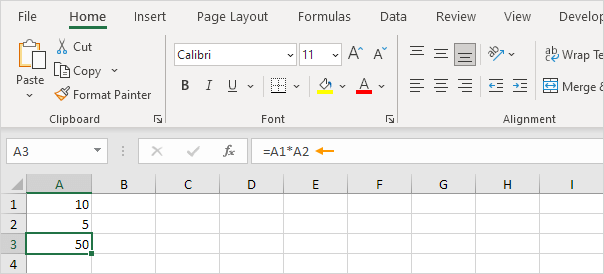 File Home Insert Page Layout Formulas Data Review View Develop
Paste
Cut
Copy
Format Painter
Clipboard
Calibri 11 A A
B I U A
Font
ab Wrap Te
c
Merge &
Alignment
A3 fx =A1*A2
A B C D E F G H I
1 10
2 5
3 50
4